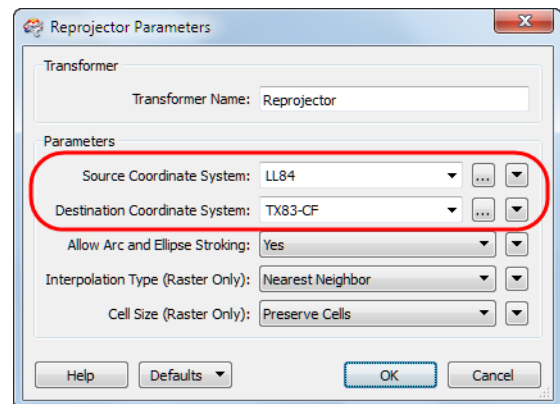 Reprojector Parameters
Transformer
Transformer Name: Reprojector
Parameters
Source Coordinate System: LL84 ...
Destination Coordinate System: TX83-CF ...
Allow Arc and Ellipse Stroking: Yes
Interpolation Type (Raster Only): Nearest Neighbor
Cell Size (Raster Only): Preserve Cells
Help Defaults OK Cancel